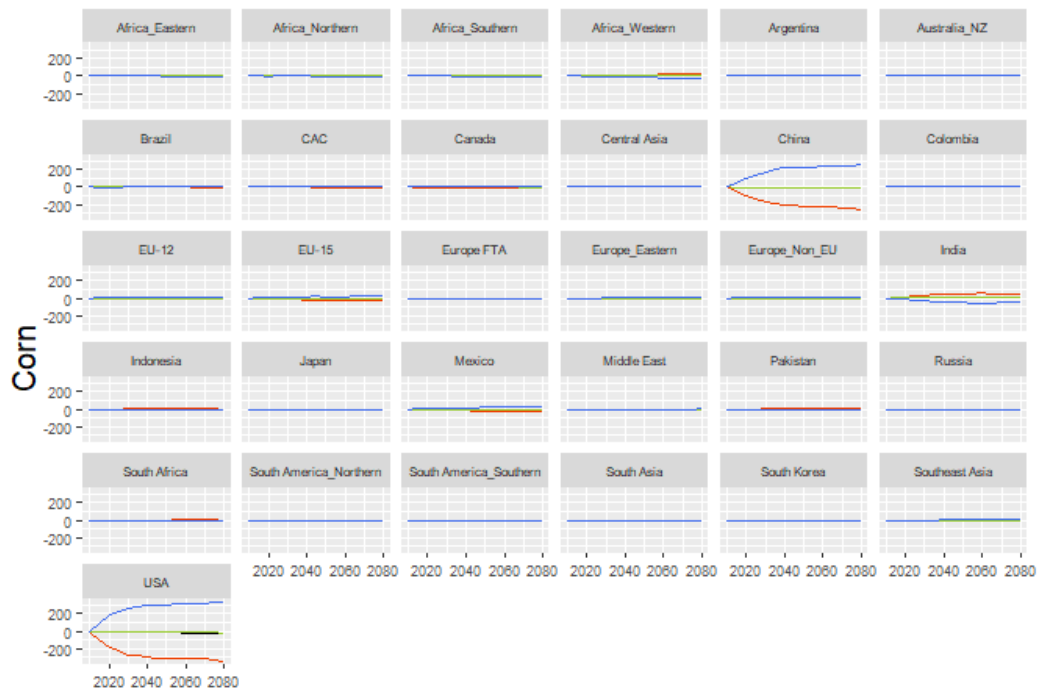 Corn
Africa_Eastern Africa_Northern Africa_Southern Africa_Western Argentina Australia_NZ
200
0
-200
Brazil CAC Canada Central Asia China Colombia
200
0
-200
EU-12 EU-15 Europe FTA Europe_Eastern Europe_Non_EU India
200
0
-200
Indonesia Japan Mexico Middle East Pakistan Russia
200
0
-200
South Africa South America_Northern South America_Southern South Asia South Korea Southeast Asia
200
0
-200
2020 2040 2060 2080 2020 2040 2060 2080 2020 2040 2060 2080 2020 2040 2060 2080 2020 2040 2060 2080
USA
200
0
-200
2020 2040 2060 2080